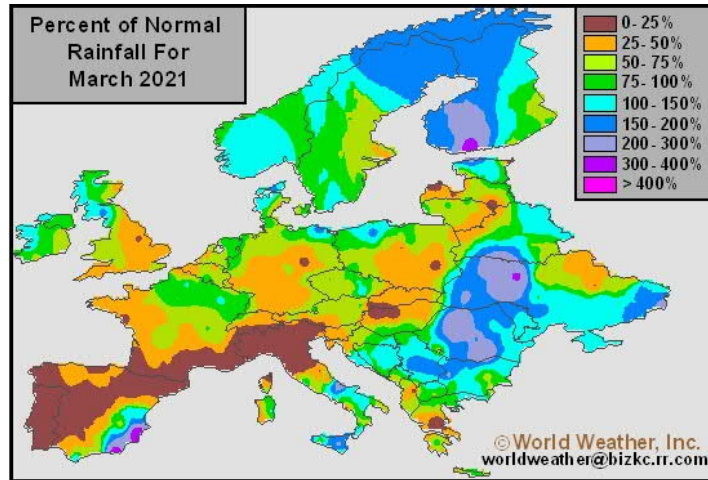 Percent of Normal
Rainfall For
March 2021
0- 25%
25- 50%
50- 75%
75- 100%
100- 150%
150- 200%
200- 300%
300- 400%
> 400%
©World Weather, Inc.
worldweather@bizkc.rr.com